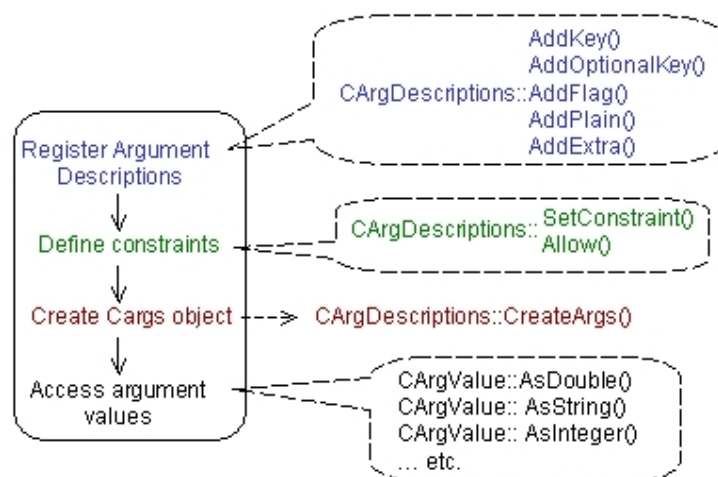 AddKey()
AddOptionalKey()
CArgDescriptions::AddFlag()
AddPlain()
AddExtra()
Register Argument
Descriptions
Define constraints
CArgDescriptions:: SetConstraint()
Allow()
Create Cargs object
CArgDescriptions::CreateArgs()
Access argument
values
CArgValue::AsDouble()
CArgValue:: AsString()
CArgValue:: AsInteger()
... etc.